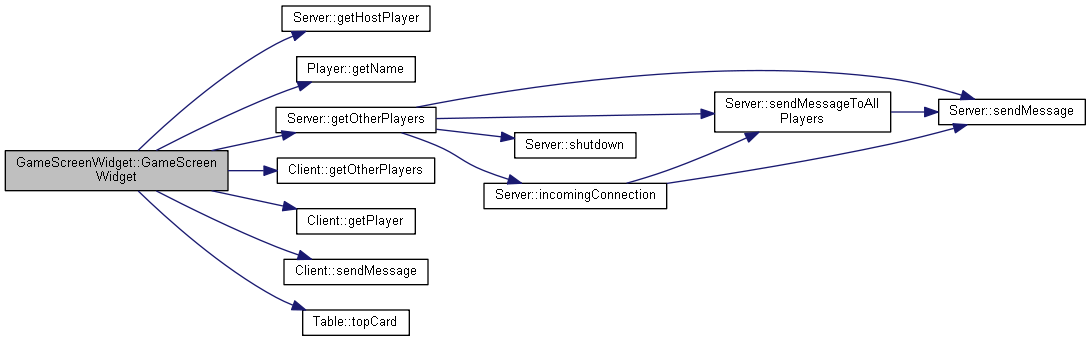 GameScreenWidget::GameScreen
Widget
Server::getHostPlayer
Player::getName
Server::getOtherPlayers
Client::getOtherPlayers
Client::getPlayer
Client::sendMessage
Table::topCard
Server::shutdown
Server::incomingConnection
Server::sendMessageToAll
Players
Server::sendMessage